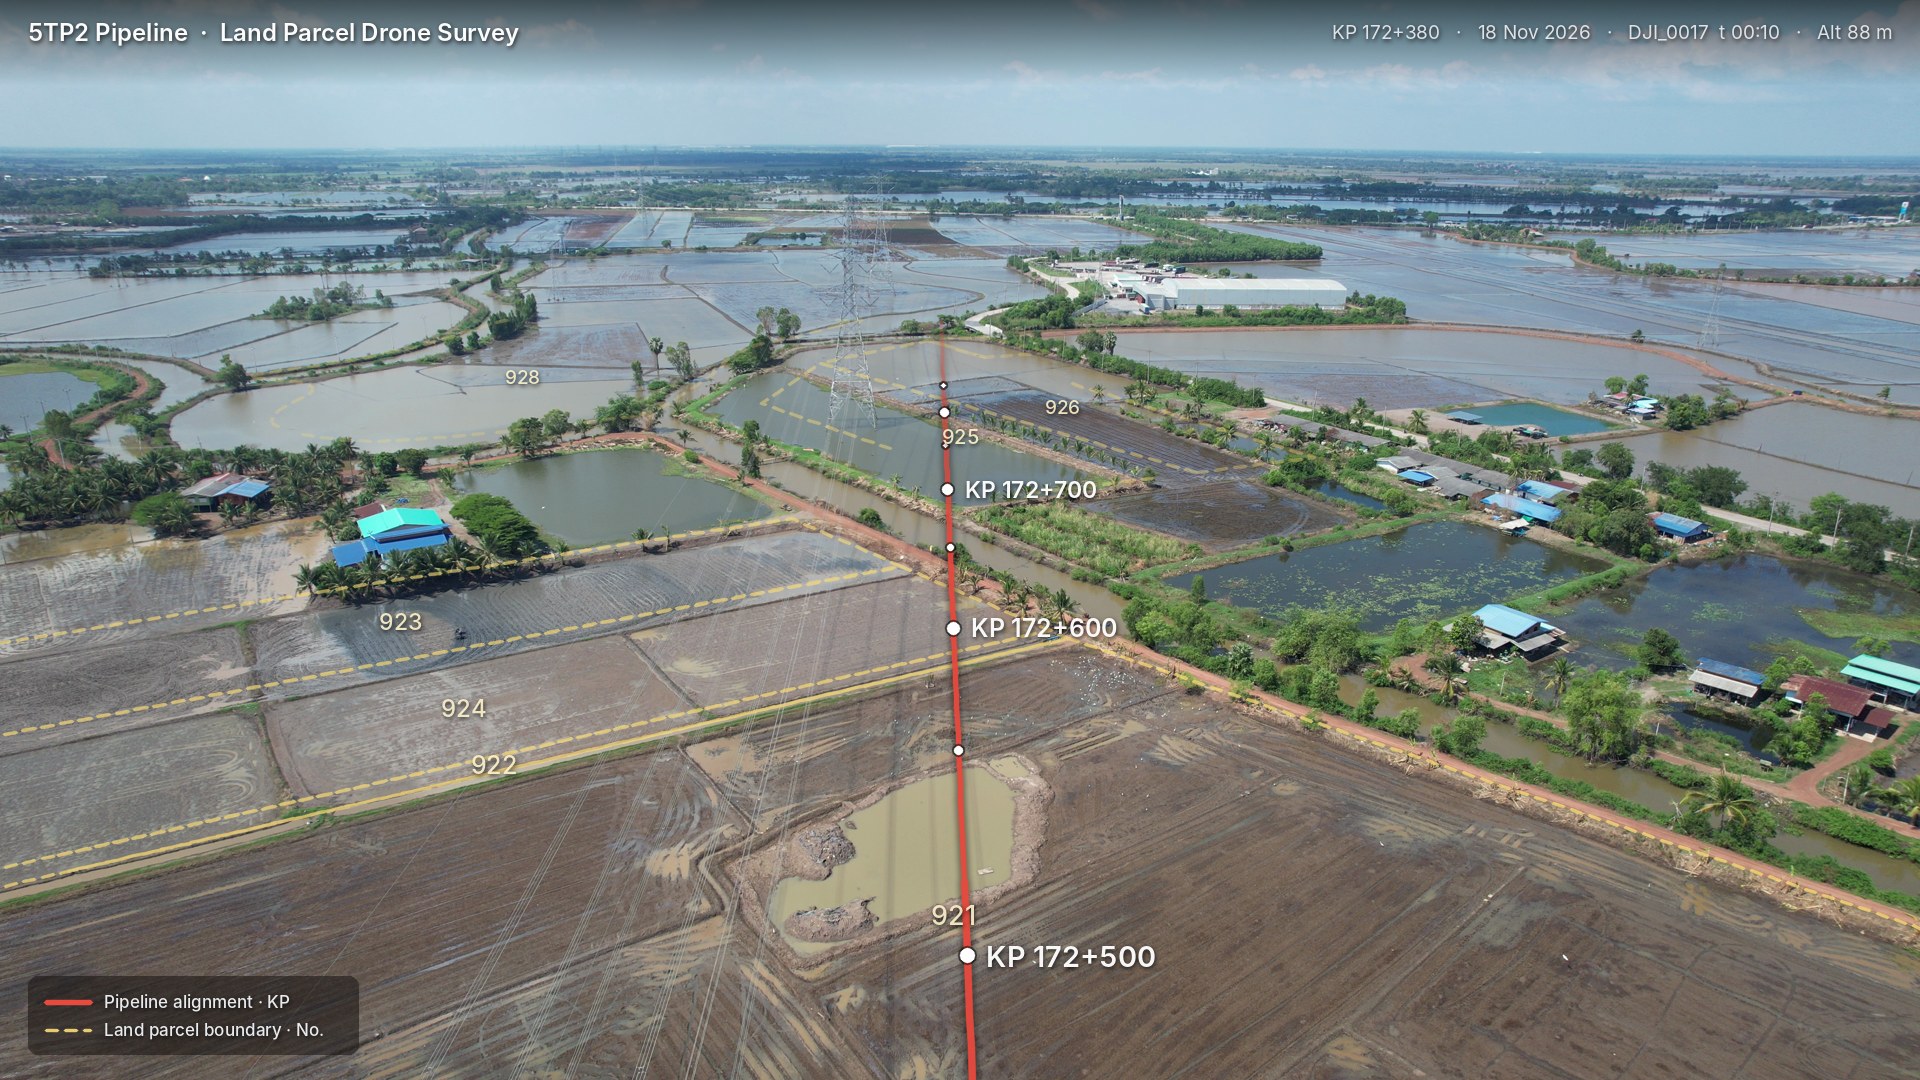 5TP2 Pipeline · Land Parcel Drone Survey
KP 172+380 · 18 Nov 2026 · DJI_0017 t 00:10 · Alt 88 m
928
926
925
KP 172+700
923
KP 172+600
924
922
921
KP 172+500
Pipeline alignment · KP
Land parcel boundary · No.